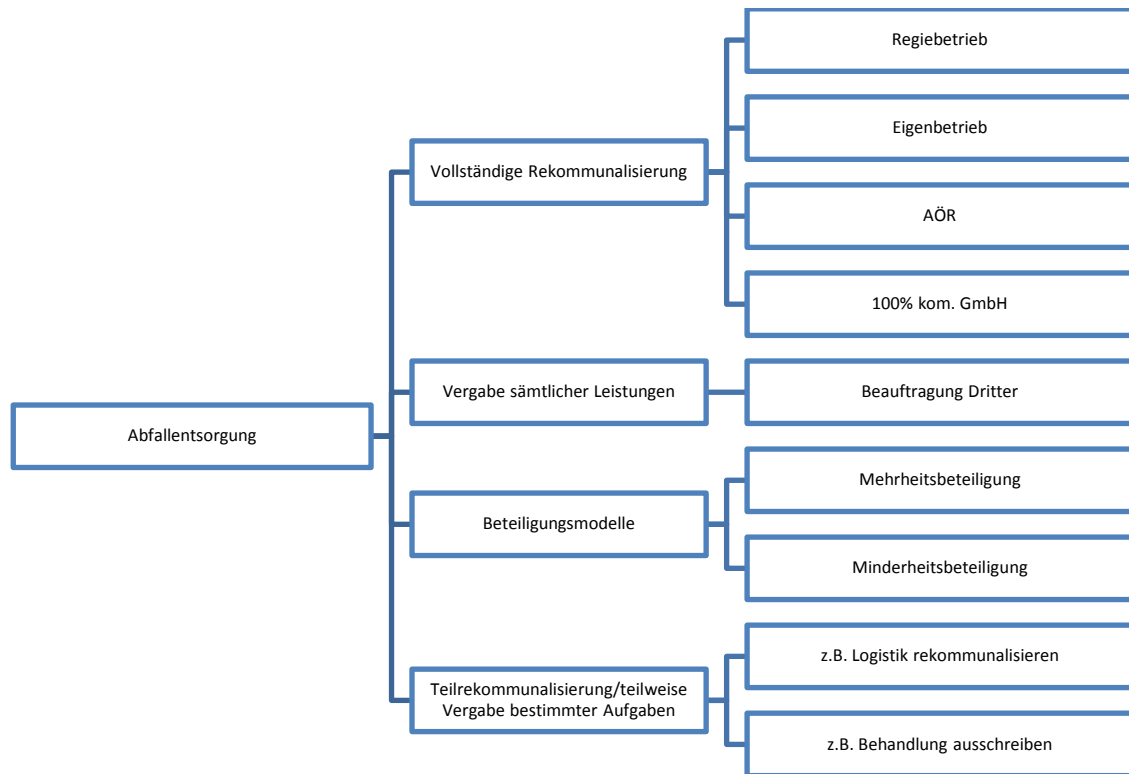 Abfallentsorgung
Vollständige Rekommunalisierung
Regiebetrieb
Eigenbetrieb
AÖR
100% kom. GmbH
Vergabe sämtlicher Leistungen
Beauftragung Dritter
Beteiligungsmodelle
Mehrheitsbeteiligung
Minderheitsbeteiligung
Teilrekommunalisierung/teilweise
Vergabe bestimmter Aufgaben
z.B. Logistik rekommunalisieren
z.B. Behandlung ausschreiben